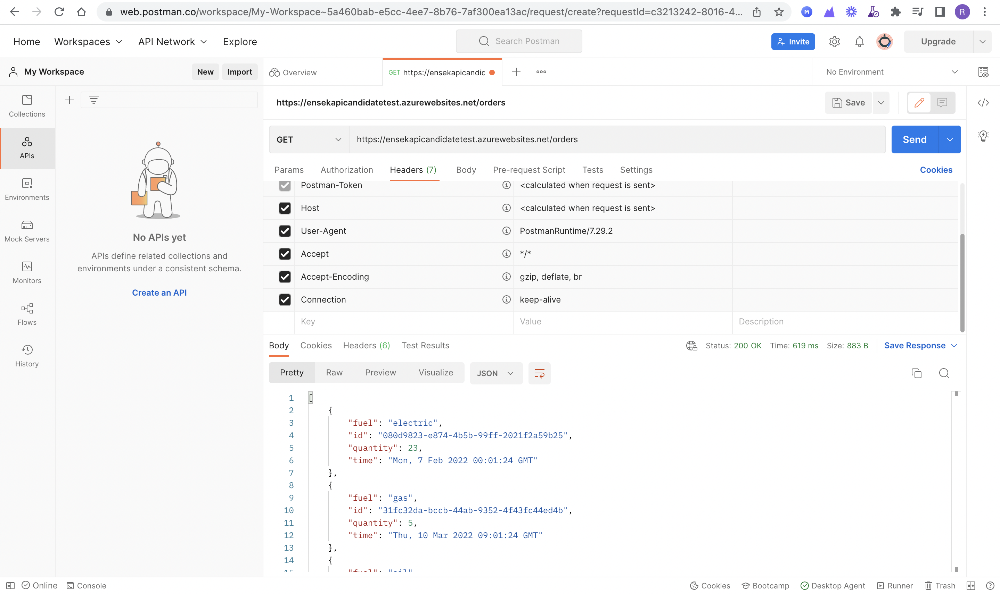 web.postman.co/workspace/My-Workspace~5a460bab-e5cc-4ee7-8b76-7af300ea13ac/request/create?requestId=c3213242-8016-4...
M
R
Home Workspaces API Network Explore
Search Postman
Invite
Upgrade
My Workspace
New Import
Overview
GET https://ensekapicandid
No Environment
Collections
APIs
Environments
Mock Servers
Monitors
Flows
History
No APIs yet
APIs define related collections and
environments under a consistent schema.
Create an API
https://ensekapicandidatetest.azurewebsites.net/orders
Save
GET https://ensekapicandidatetest.azurewebsites.net/orders
Send
Params Authorization Headers (7) Body Pre-request Script Tests Settings Cookies
Postman-Token <calculated when request is sent>
Host <calculated when request is sent>
User-Agent PostmanRuntime/7.29.2
Accept */*
Accept-Encoding gzip, deflate, br
Connection keep-alive
Key Value Description
Body Cookies Headers (6) Test Results
Status: 200 OK Time: 619 ms Size: 883 B Save Response
Pretty Raw Preview Visualize JSON
1 [
2 {
3 "fuel": "electric",
4 "id": "080d9823-e874-4b5b-99ff-2021f2a59b25",
5 "quantity": 23,
6 "time": "Mon, 7 Feb 2022 00:01:24 GMT"
7 },
8 {
9 "fuel": "gas",
10 "id": "31fc32da-bccb-44ab-9352-4f43fc44ed4b",
11 "quantity": 5,
12 "time": "Thu, 10 Mar 2022 09:01:24 GMT"
13 },
14 {
Online Console
Cookies Bootcamp Desktop Agent Runner Trash